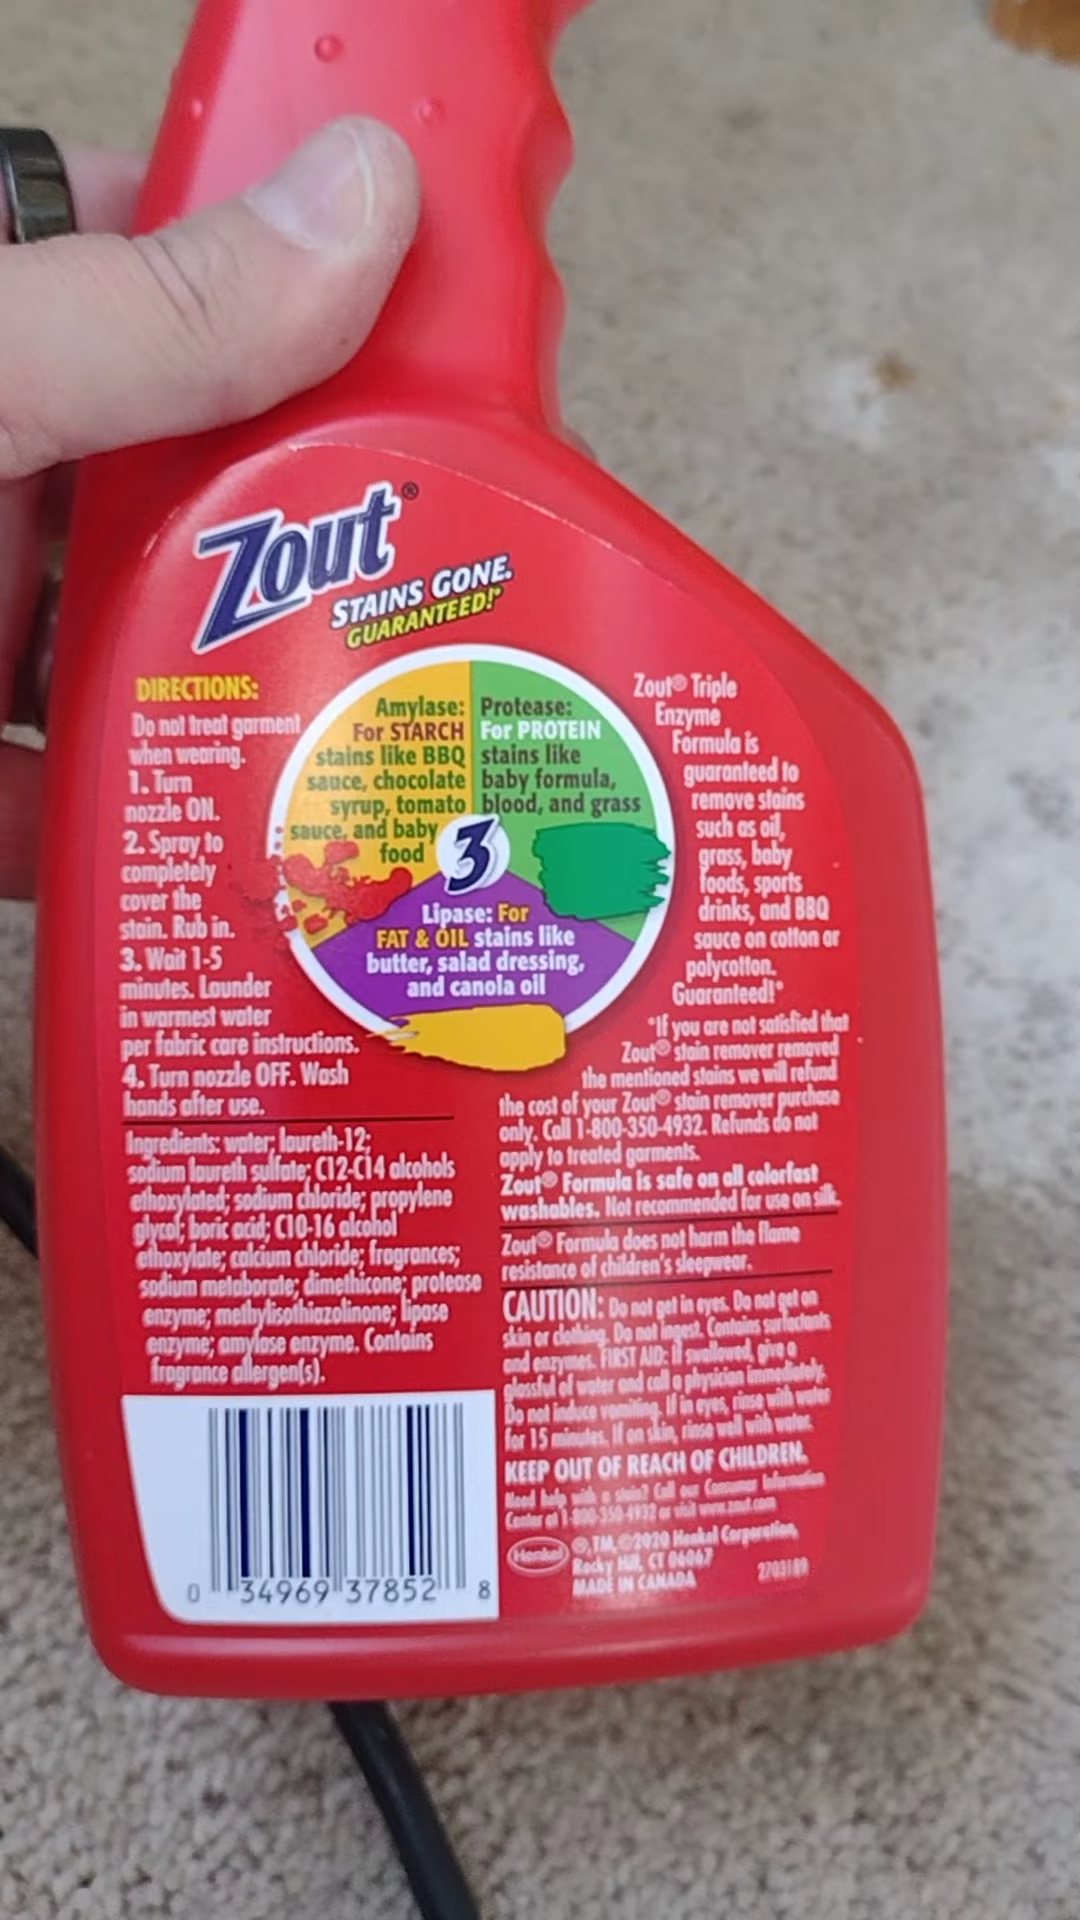 Zout®
STAINS GONE.
GUARANTEED!*
DIRECTIONS:
Do not treat garment
when wearing.
1. Turn
nozzle ON.
2. Spray to
completely
cover the
stain. Rub in.
3. Wait 1-5
minutes. Launder
in warmest water
per fabric care instructions.
4. Turn nozzle OFF. Wash
hands after use.
Amylase:
For STARCH
stains like BBQ
sauce, chocolate
syrup, tomato
sauce, and baby
food
Protease:
For PROTEIN
stains like
baby formula,
blood, and grass
3
Lipase: For
FAT & OIL stains like
butter, salad dressing,
and canola oil
Zout® Triple
Enzyme
Formula is
guaranteed to
remove stains
such as oil,
grass, baby
foods, sports
drinks, and BBQ
sauce on cotton or
polycotton.
Guaranteed!*
*If you are not satisfied that
Zout® stain remover removed
the mentioned stains we will refund
the cost of your Zout® stain remover purchase
only. Call 1-800-350-4932. Refunds do not
apply to treated garments.
Zout® Formula is safe on all colorfast
washables. Not recommended for use on silk.
Zout® Formula does not harm the flame
resistance of children's sleepwear.
Ingredients: water; laureth-12;
sodium laureth sulfate; C12-C14 alcohols
ethoxylated; sodium chloride; propylene
glycol; boric acid; C10-16 alcohol
ethoxylate; calcium chloride; fragrances;
sodium metaborate; dimethicone; protease
enzyme; methylisothiazolinone; lipase
enzyme; amylase enzyme. Contains
fragrance allergen(s).
CAUTION: Do not get in eyes. Do not get on
skin or clothing. Do not ingest. Contains surfactants
and enzymes. FIRST AID: If swallowed, give a
glassful of water and call a physician immediately.
Do not induce vomiting. If in eyes, rinse with water
for 15 minutes. If on skin, rinse well with water.
KEEP OUT OF REACH OF CHILDREN.
Need help with a stain? Call our Consumer Information
Center at 1-800-350-4932 or visit www.zout.com
Henkel
®, TM, ©2020 Henkel Corporation,
Rocky Hill, CT 06067
MADE IN CANADA
2703189
0 34969 37852 8